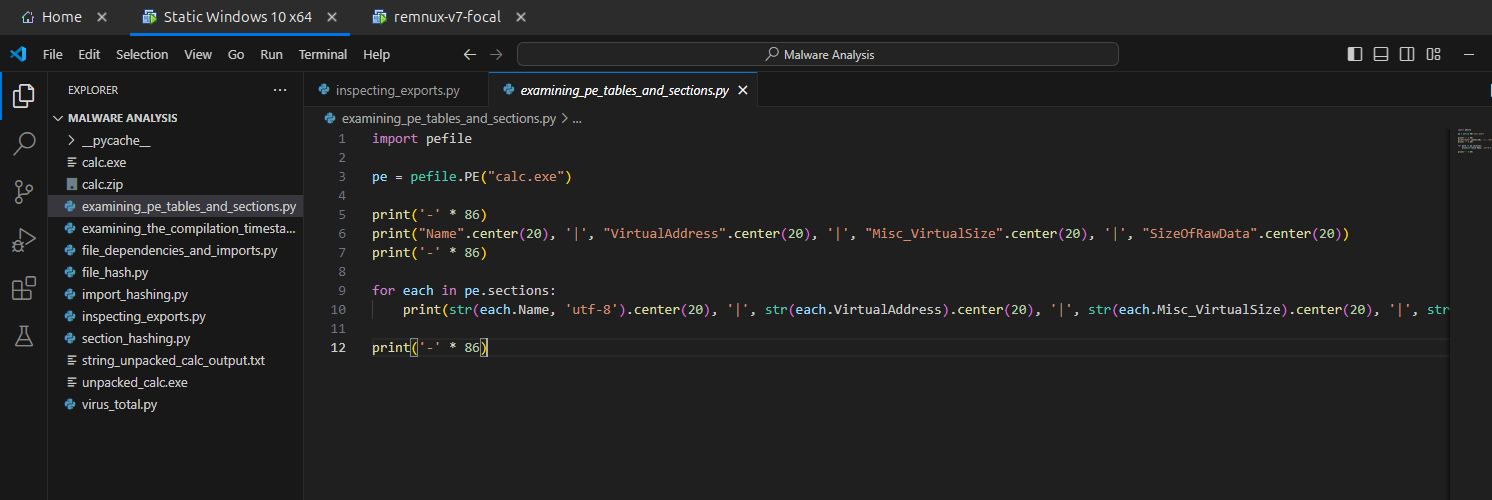 Home
Static Windows 10 x64
remnux-v7-focal
File Edit Selection View Go Run Terminal Help
Malware Analysis
EXPLORER
MALWARE ANALYSIS
__pycache__
calc.exe
calc.zip
examining_pe_tables_and_sections.py
examining_the_compilation_timesta...
file_dependencies_and_imports.py
file_hash.py
import_hashing.py
inspecting_exports.py
section_hashing.py
string_unpacked_calc_output.txt
unpacked_calc.exe
virus_total.py
inspecting_exports.py
examining_pe_tables_and_sections.py
examining_pe_tables_and_sections.py > ...
1 import pefile
2
3 pe = pefile.PE("calc.exe")
4
5 print('-' * 86)
6 print("Name".center(20), '|', "VirtualAddress".center(20), '|', "Misc_VirtualSize".center(20), '|', "SizeOfRawData".center(20))
7 print('-' * 86)
8
9 for each in pe.sections:
10     print(str(each.Name, 'utf-8').center(20), '|', str(each.VirtualAddress).center(20), '|', str(each.Misc_VirtualSize).center(20), '|', str
11
12 print('-' * 86)